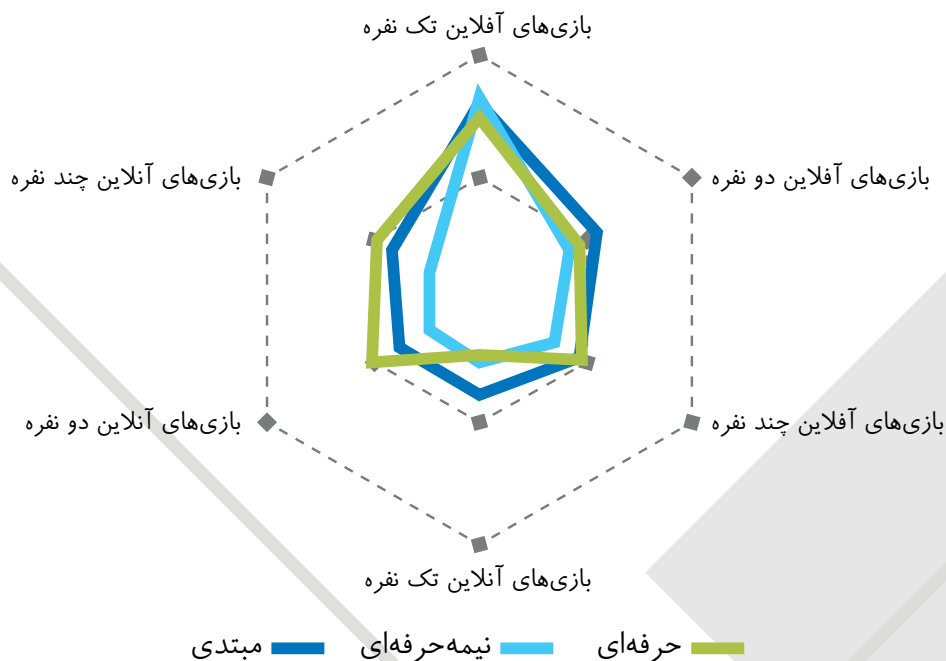 بازی‌های آفلاین تک نفره
بازی‌های آفلاین دو نفره
بازی‌های آنلاین چند نفره
بازی‌های آفلاین چند نفره
بازی‌های آنلاین دو نفره
بازی‌های آنلاین تک نفره
حرفه‌ای نیمه‌حرفه‌ای مبتدی